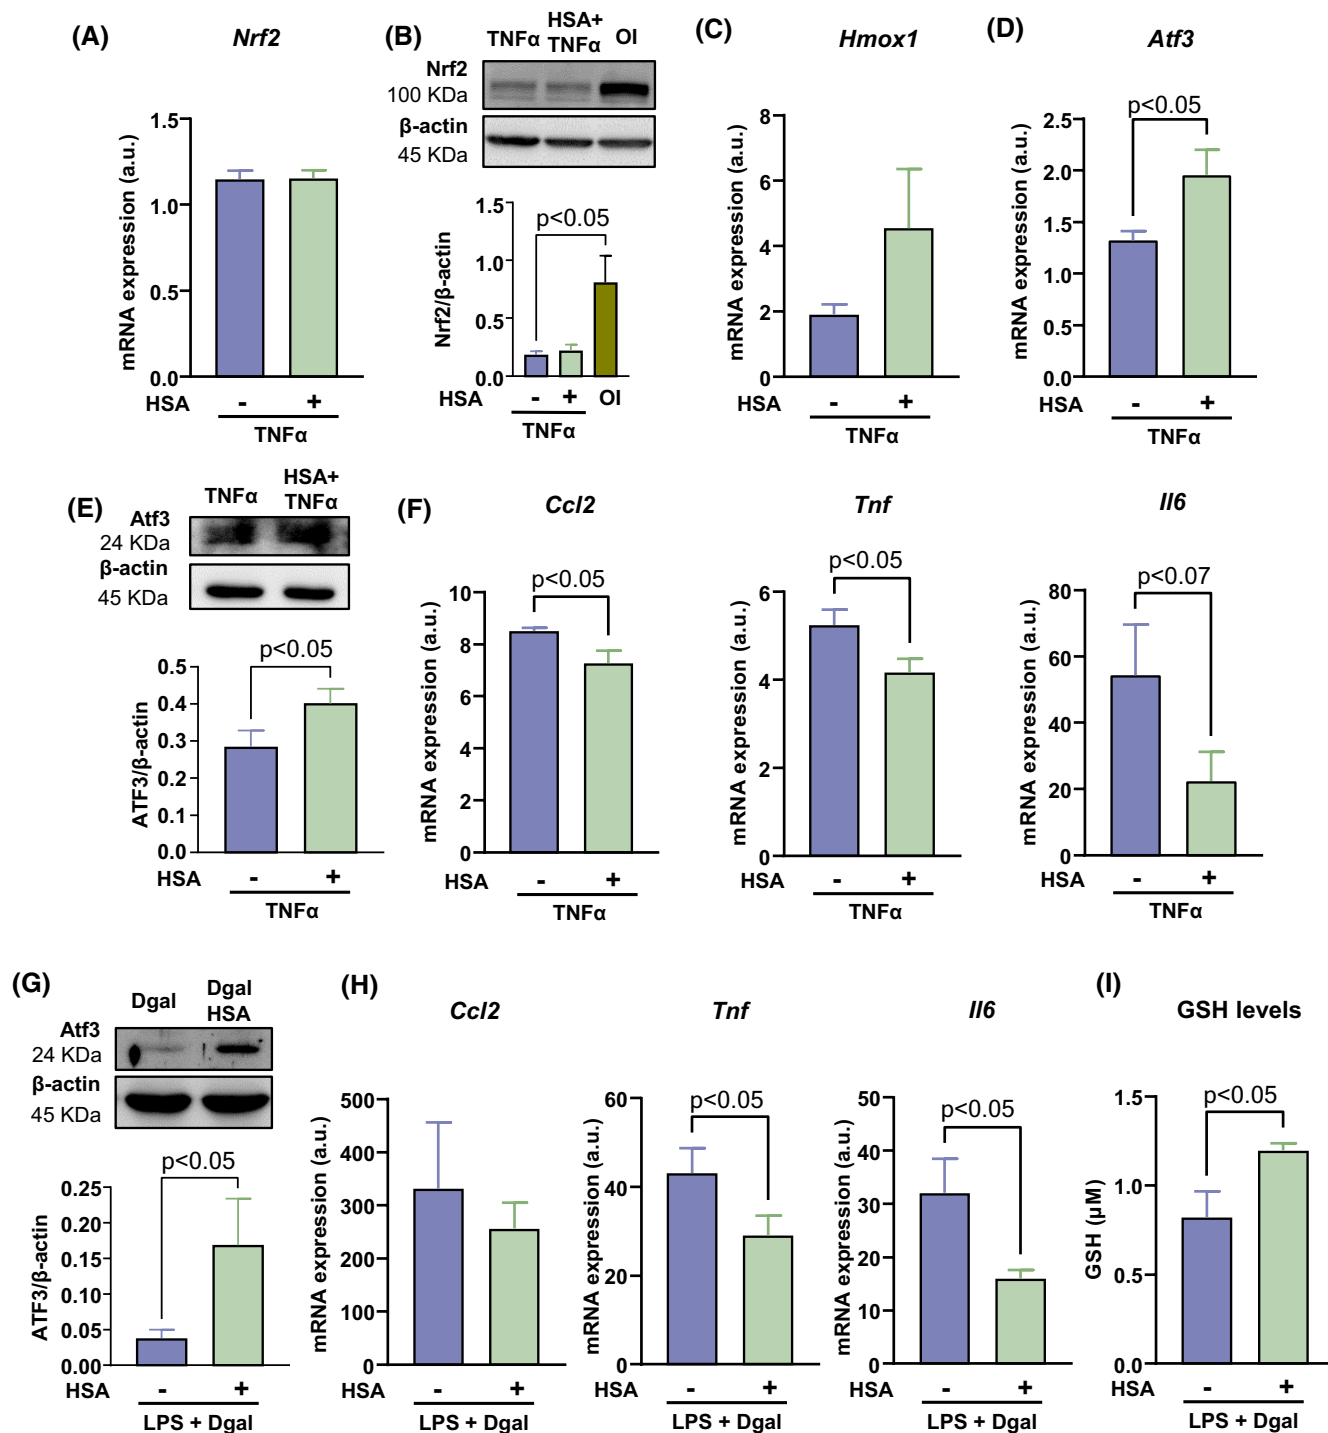 (A)
Nrf2
mRNA expression (a.u.)
1.5
1.0
0.5
0.0
HSA - +
TNFα
(B)
TNFα HSA+ TNFα OI
Nrf2
100 KDa
β-actin
45 KDa
Nrf2/β-actin
1.5
1.0
0.5
0.0
p<0.05
HSA - + OI
TNFα
(C)
Hmox1
mRNA expression (a.u.)
8
6
4
2
0
HSA - +
TNFα
(D)
Atf3
mRNA expression (a.u.)
2.5
2.0
1.5
1.0
0.5
0.0
p<0.05
HSA - +
TNFα
(E)
TNFα HSA+ TNFα
Atf3
24 KDa
β-actin
45 KDa
ATF3/β-actin
0.5
0.4
0.3
0.2
0.1
0.0
p<0.05
HSA - +
TNFα
(F)
Ccl2
mRNA expression (a.u.)
10
8
6
4
2
0
p<0.05
HSA - +
TNFα
Tnf
mRNA expression (a.u.)
6
4
2
0
p<0.05
HSA - +
TNFα
Il6
mRNA expression (a.u.)
80
60
40
20
0
p<0.07
HSA - +
TNFα
(G)
Dgal Dgal HSA
Atf3
24 KDa
β-actin
45 KDa
ATF3/β-actin
0.25
0.20
0.15
0.10
0.05
0.00
p<0.05
HSA - +
LPS + Dgal
(H)
Ccl2
mRNA expression (a.u.)
500
400
300
200
100
0
HSA - +
LPS + Dgal
Tnf
mRNA expression (a.u.)
60
40
20
0
p<0.05
HSA - +
LPS + Dgal
Il6
mRNA expression (a.u.)
50
40
30
20
10
0
p<0.05
HSA - +
LPS + Dgal
(I)
GSH levels
GSH (μM)
1.5
1.0
0.5
0.0
p<0.05
HSA - +
LPS + Dgal